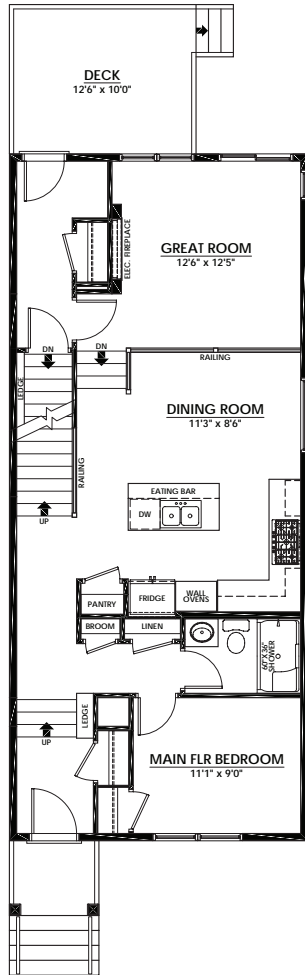 DECK
12'6" x 10'0"
GREAT ROOM
12'6" x 12'5"
ELEC. FIREPLACE
DN
DN
RAILING
LEDGE
DINING ROOM
11'3" x 8'6"
RAILING
EATING BAR
DW
UP
PANTRY
FRIDGE
WALL
OVENS
BROOM
LINEN
60"X36"
SHOWER
LEDGE
UP
MAIN FLR BEDROOM
11'1" x 9'0"